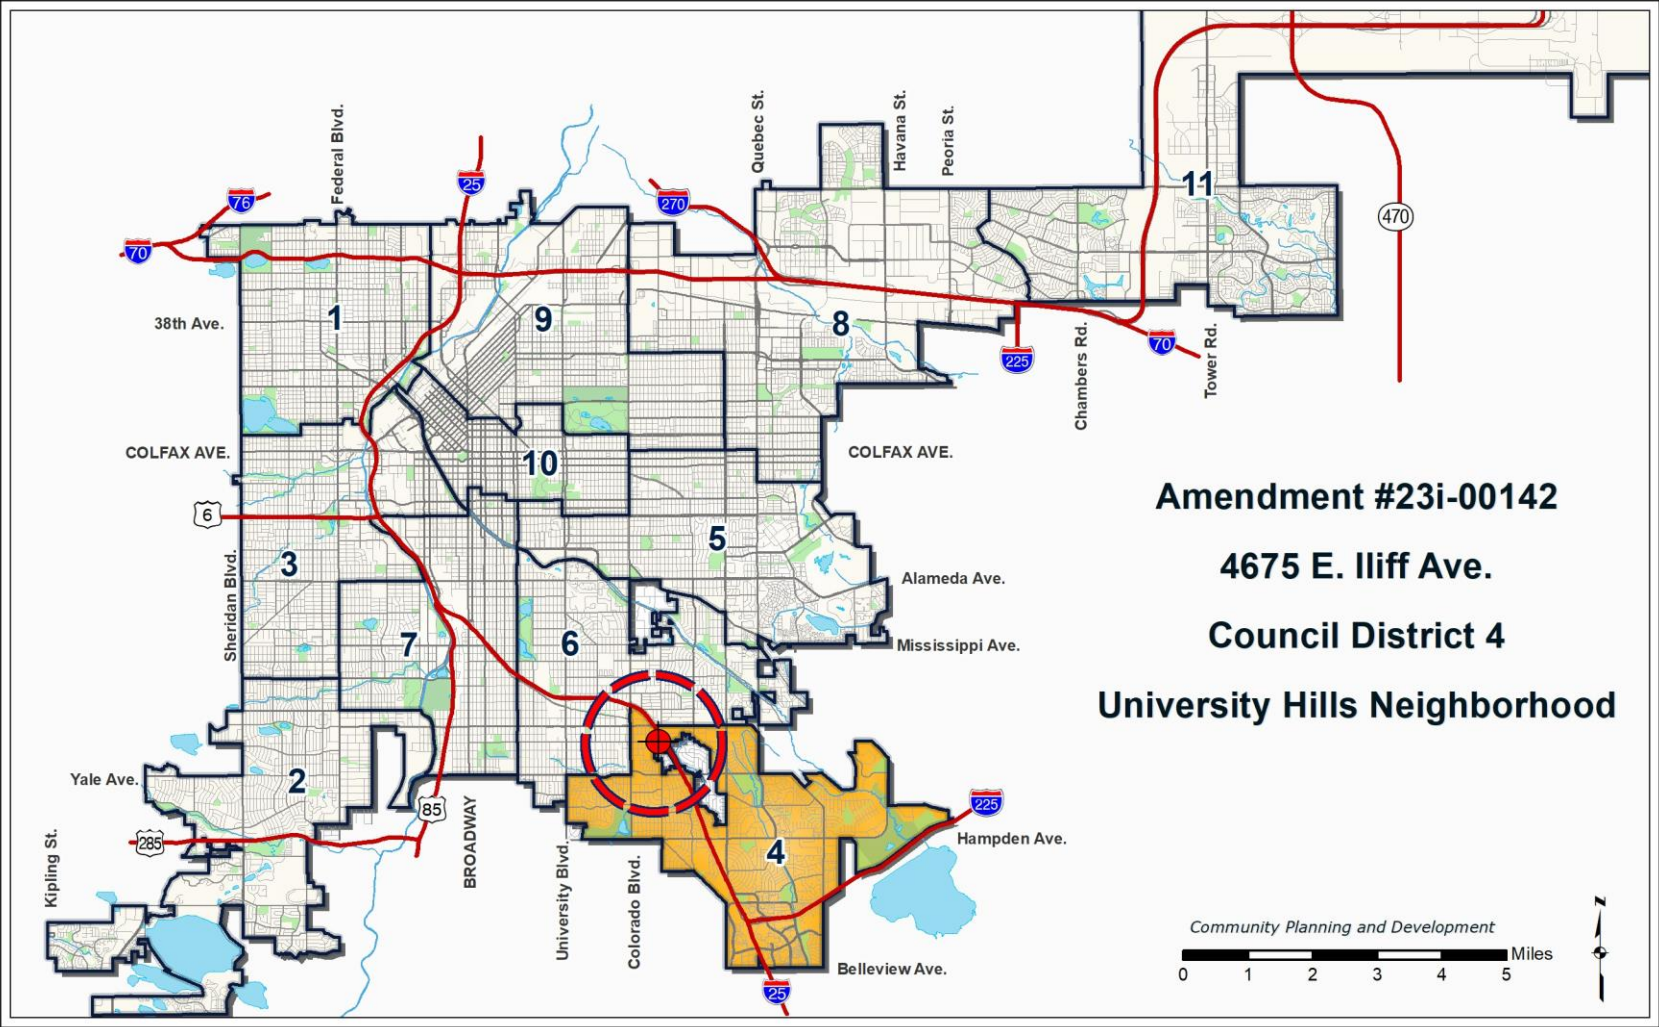 Federal Blvd.
Quebec St.
Havana St.
Peoria St.
76
25
270
11
470
70
38th Ave.
1
9
8
225
Chambers Rd.
70
Tower Rd.
COLFAX AVE.
10
COLFAX AVE.
6
3
5
Sheridan Blvd.
Alameda Ave.
7
6
Mississippi Ave.
Amendment #23i-00142
4675 E. Iliff Ave.
Council District 4
University Hills Neighborhood
Yale Ave.
2
85
BROADWAY
285
Kipling St.
University Blvd.
Colorado Blvd.
4
225
Hampden Ave.
Belleview Ave.
25
Community Planning and Development
Miles
0 1 2 3 4 5
N